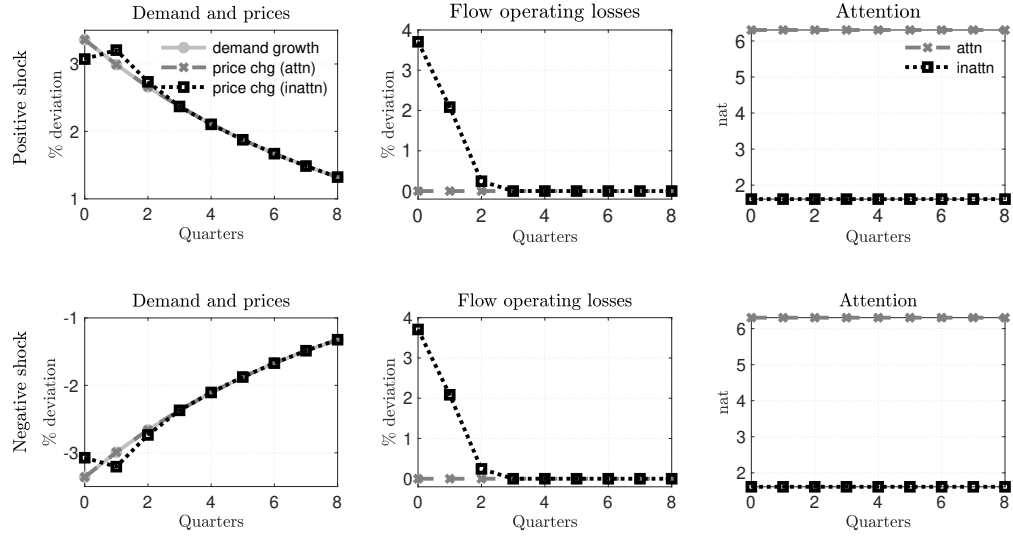 Demand and prices
Flow operating losses
Attention
Positive shock
% deviation
3
2
1
demand growth
price chg (attn)
price chg (inattn)
0 2 4 6 8
Quarters
% deviation
4
3
2
1
0
0 2 4 6 8
Quarters
nat
6
5
4
3
2
attn
inattn
0 2 4 6 8
Quarters
Demand and prices
Flow operating losses
Attention
Negative shock
% deviation
-1
-2
-3
0 2 4 6 8
Quarters
% deviation
4
3
2
1
0
0 2 4 6 8
Quarters
nat
6
5
4
3
2
0 2 4 6 8
Quarters